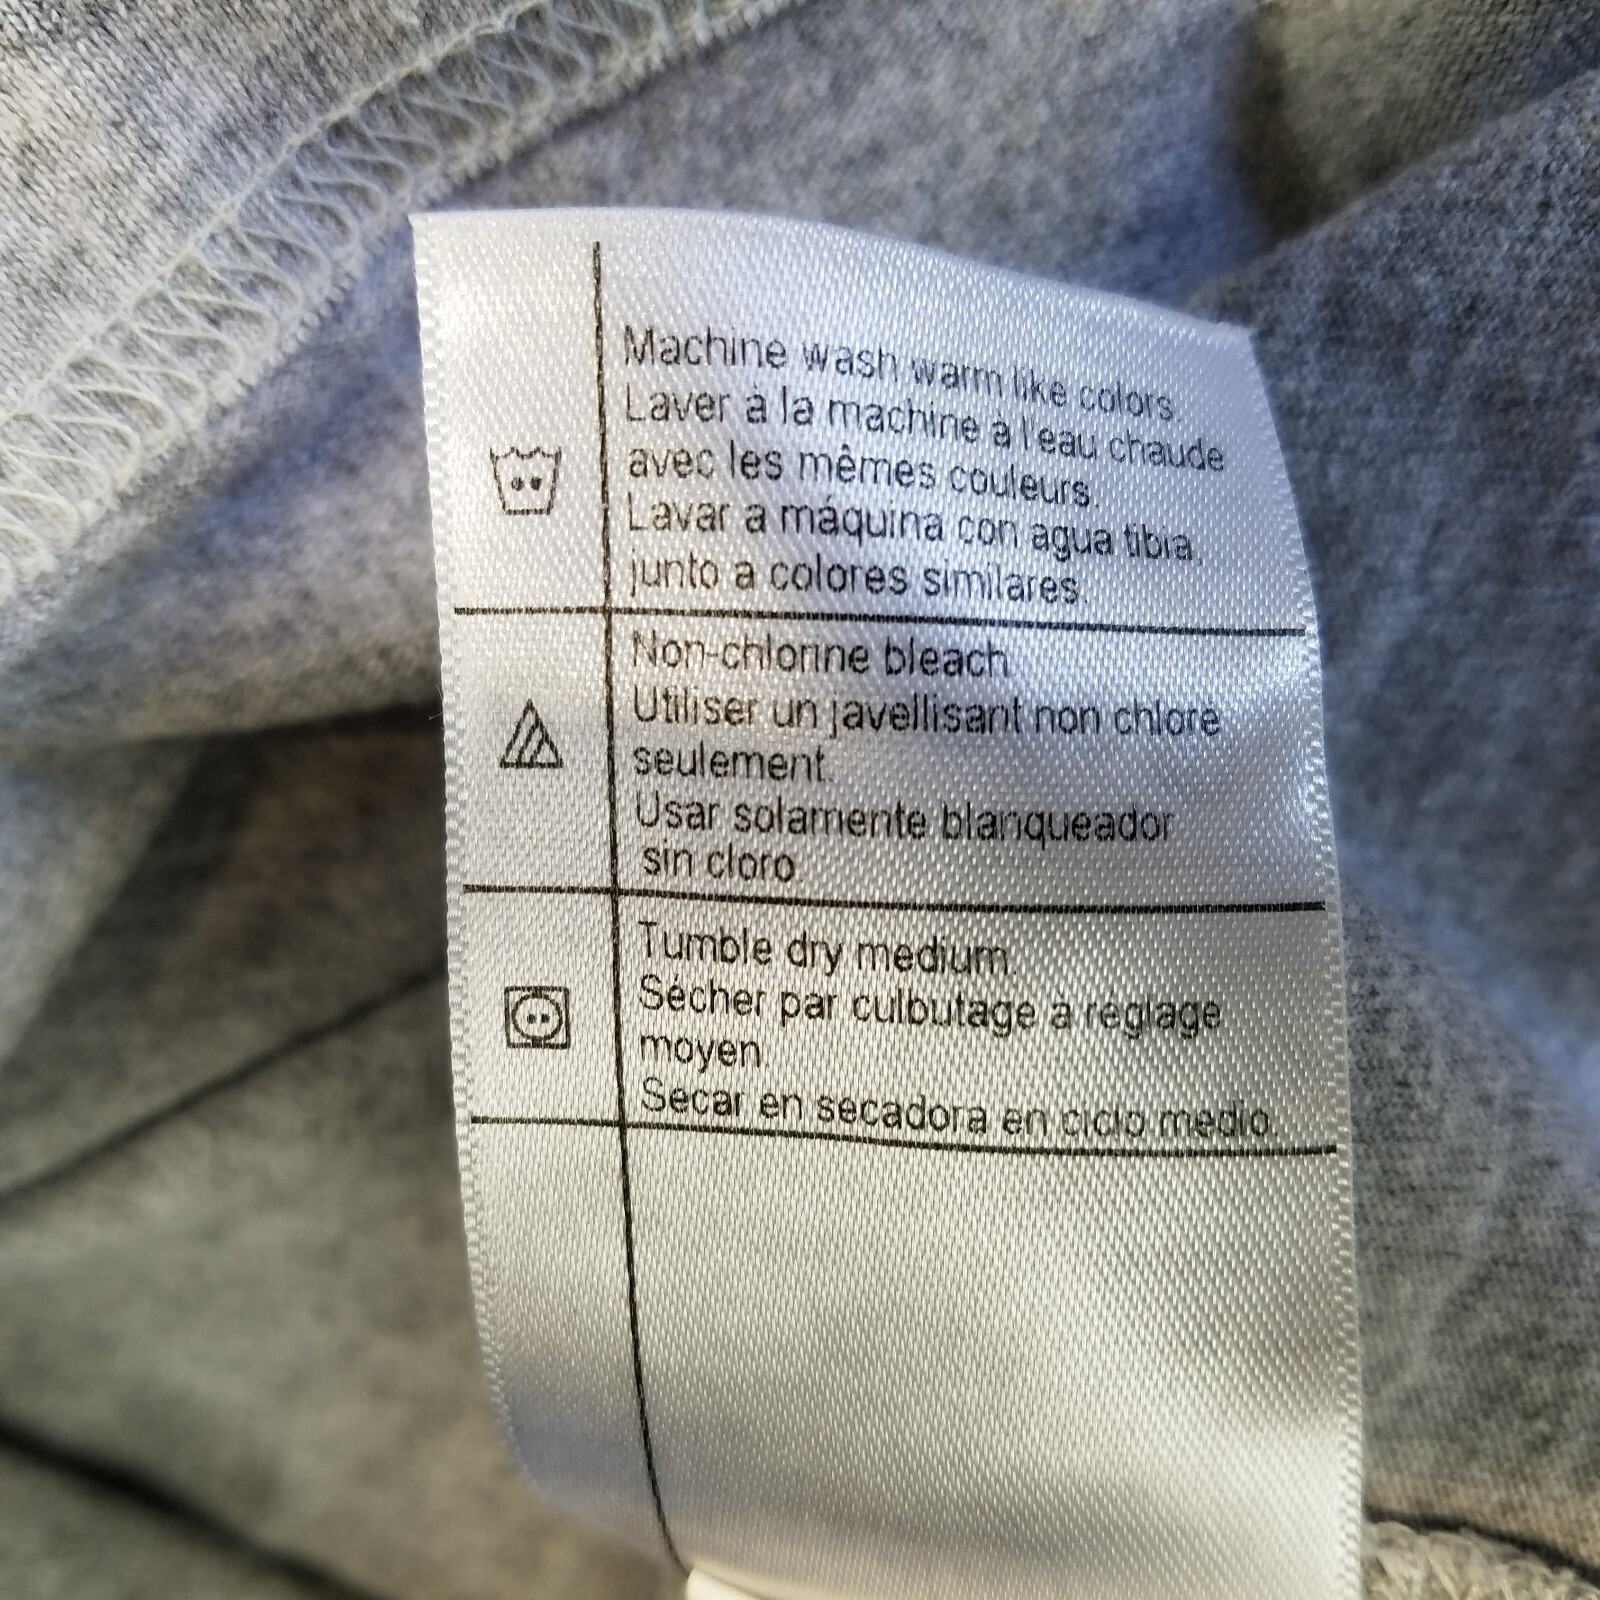 Machine wash warm like colors.
Laver à la machine à l'eau chaude
avec les mêmes couleurs.
Lavar a máquina con agua tibia,
junto a colores similares.
Non-chlorine bleach
Utiliser un javellisant non chlore
seulement.
Usar solamente blanqueador
sin cloro.
Tumble dry medium.
Sécher par culbutage à réglage
moyen.
Secar en secadora en ciclo medio.